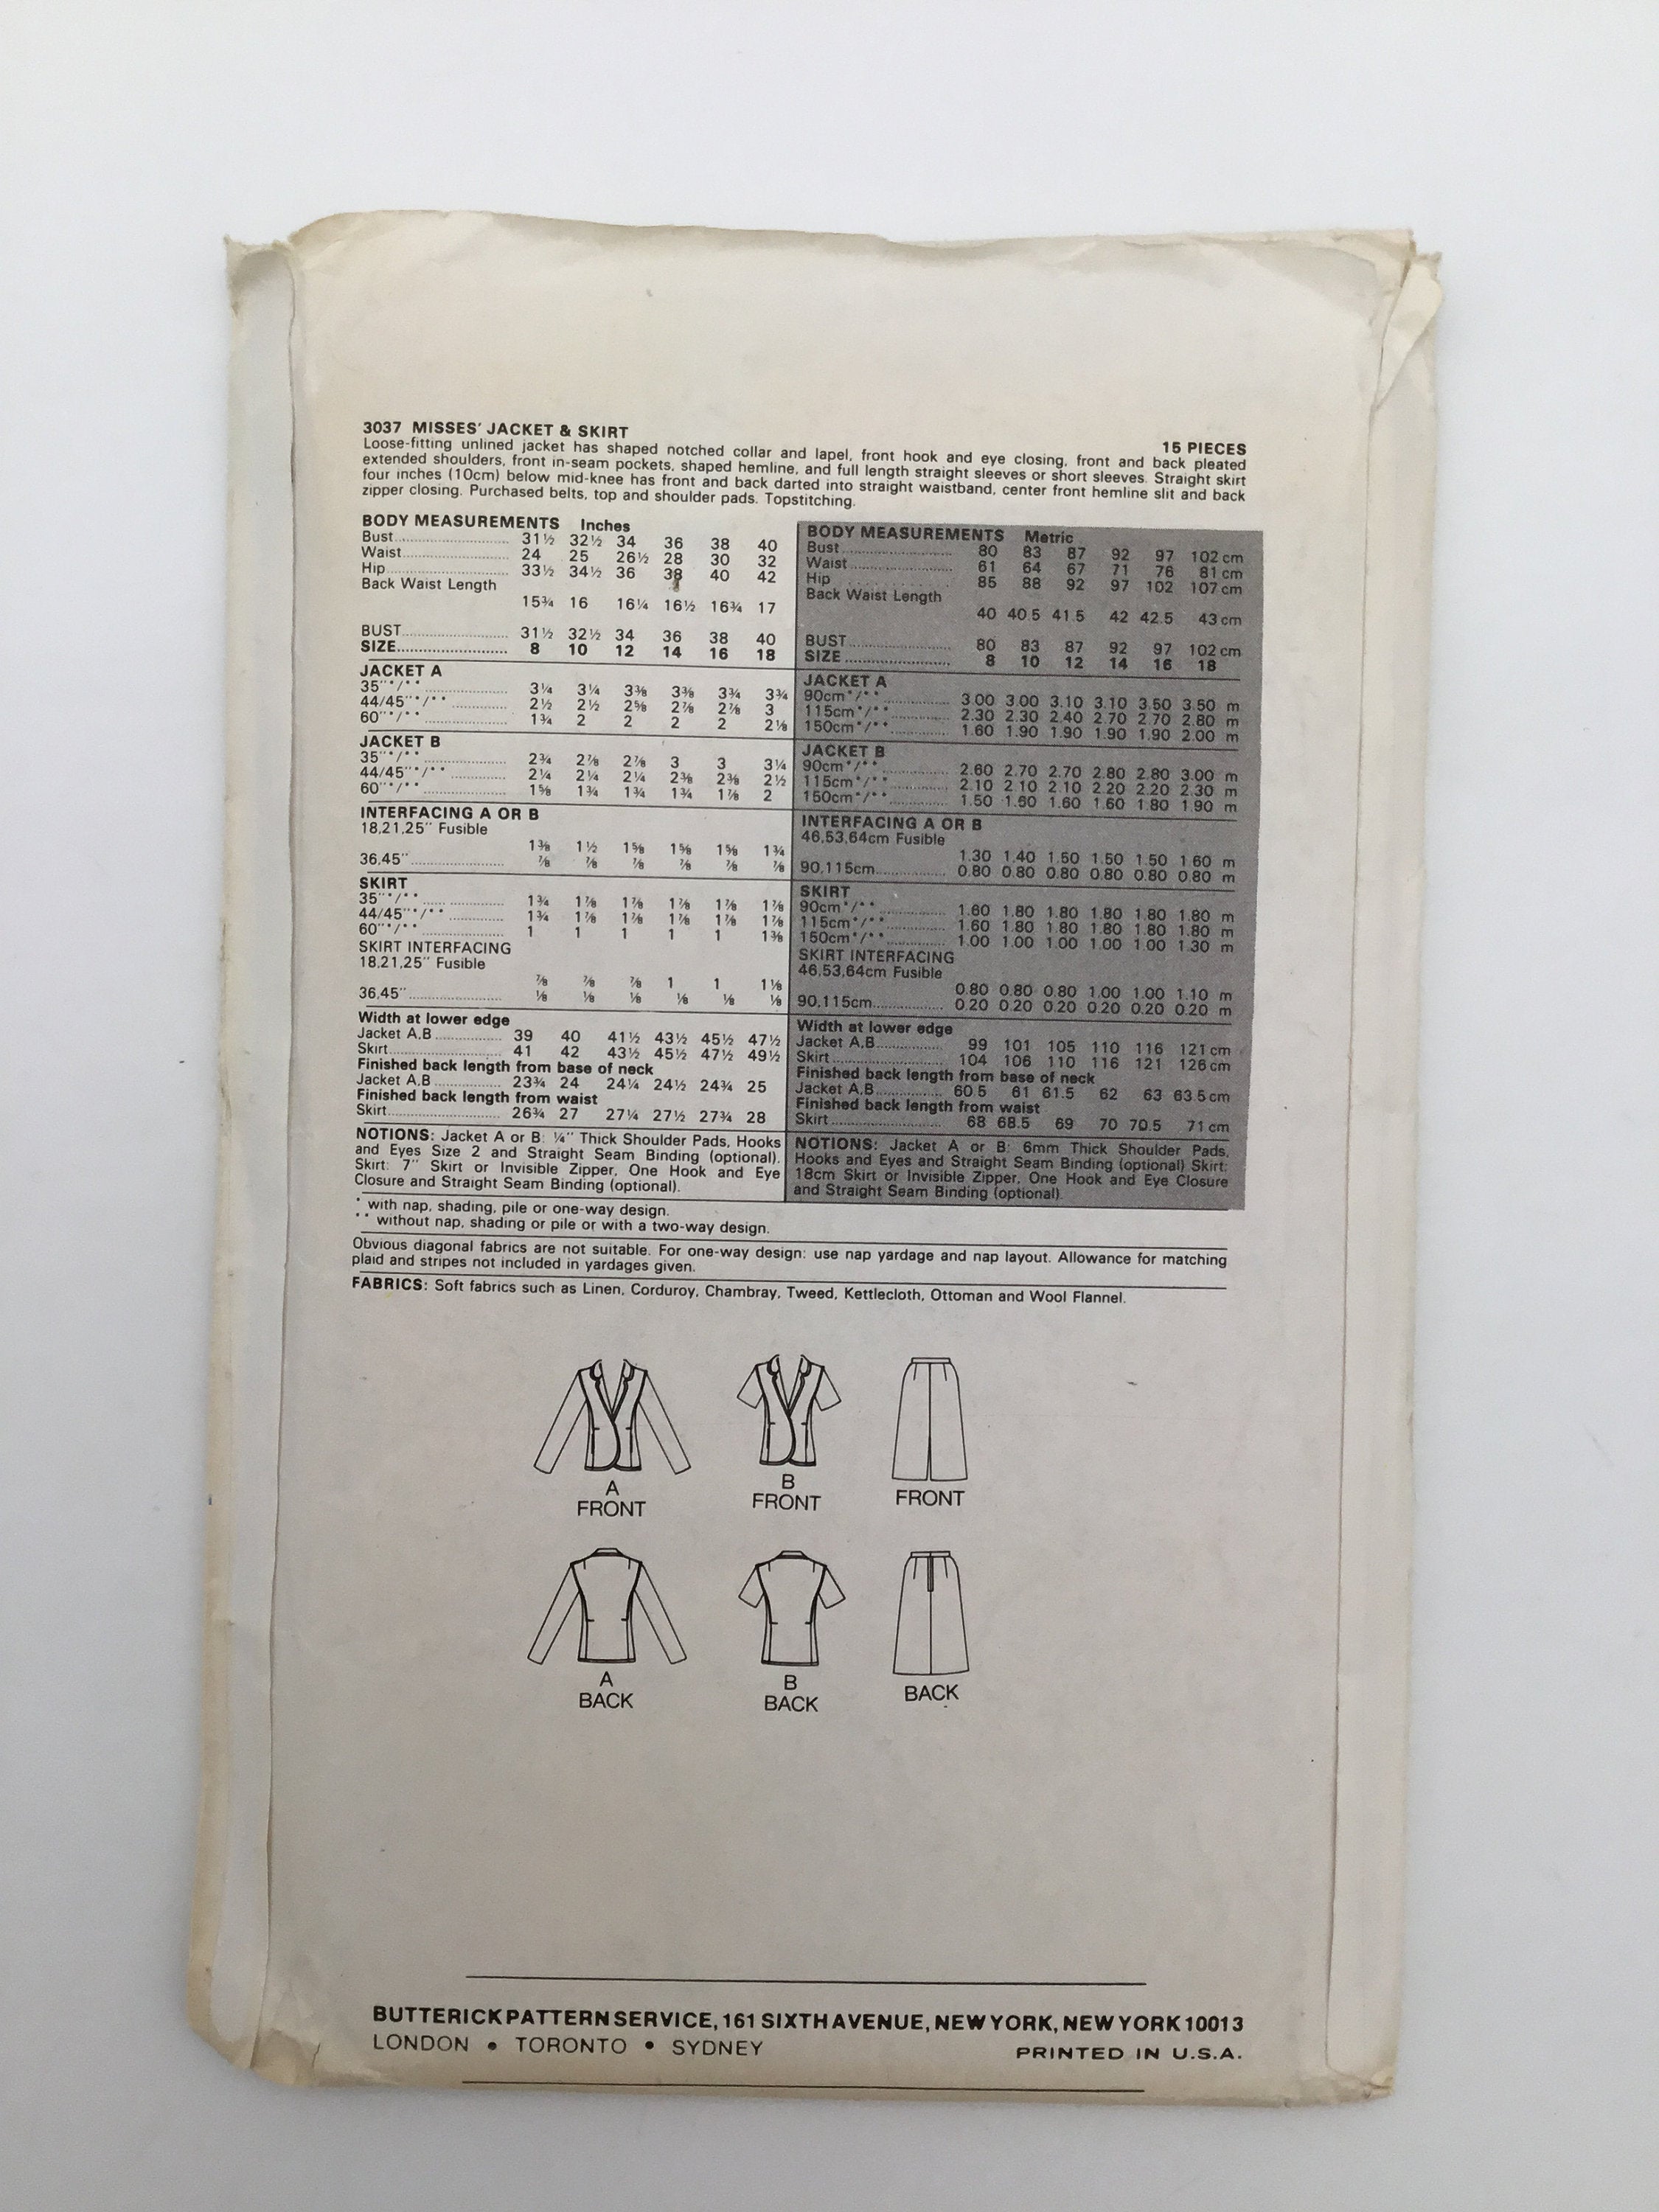 3037 MISSES' JACKET & SKIRT 15 PIECES
Loose-fitting unlined jacket has shaped notched collar and lapel, front hook and eye closing, front and back pleated
extended shoulders, front in-seam pockets, shaped hemline, and full length straight sleeves or short sleeves. Straight skirt
four inches (10cm) below mid-knee has front and back darted into straight waistband, center front hemline slit and back
zipper closing. Purchased belts, top and shoulder pads. Topstitching.
BODY MEASUREMENTS Inches
Bust 31½ 32½ 34 36 38 40
Waist 24 25 26½ 28 30 32
Hip 33½ 34½ 36 38 40 42
Back Waist Length
15¾ 16 16¼ 16½ 16¾ 17
BUST 31½ 32½ 34 36 38 40
SIZE 8 10 12 14 16 18
JACKET A
35"*/** 3¼ 3¼ 3⅜ 3⅜ 3¾ 3¾
44/45"*/** 2½ 2½ 2⅝ 2⅞ 2⅞ 3
60"*/** 1¾ 2 2 2 2 2⅛
JACKET B
35"*/** 2¾ 2⅞ 2⅞ 3 3 3¼
44/45"*/** 2¼ 2¼ 2¼ 2⅜ 2⅜ 2½
60"*/** 1⅝ 1¾ 1¾ 1¾ 1⅞ 2
INTERFACING A OR B
18,21,25" Fusible
1⅜ 1½ 1⅝ 1⅝ 1⅝ 1¾
36,45" ⅞ ⅞ ⅞ ⅞ ⅞ ⅞
SKIRT
35"*/** 1¾ 1⅞ 1⅞ 1⅞ 1⅞ 1⅞
44/45"*/** 1¾ 1⅞ 1⅞ 1⅞ 1⅞ 1⅞
60"*/** 1 1 1 1 1 1⅜
SKIRT INTERFACING
18,21,25" Fusible
⅞ ⅞ ⅞ 1 1 1⅛
36,45" ⅛ ⅛ ⅛ ⅛ ⅛ ⅛
Width at lower edge
Jacket A,B 39 40 41½ 43½ 45½ 47½
Skirt 41 42 43½ 45½ 47½ 49½
Finished back length from base of neck
Jacket A,B 23¾ 24 24¼ 24½ 24¾ 25
Finished back length from waist
Skirt 26¾ 27 27¼ 27½ 27¾ 28
NOTIONS: Jacket A or B: ¼" Thick Shoulder Pads, Hooks
and Eyes Size 2 and Straight Seam Binding (optional).
Skirt: 7" Skirt or Invisible Zipper, One Hook and Eye
Closure and Straight Seam Binding (optional).
BODY MEASUREMENTS Metric
Bust 80 83 87 92 97 102 cm
Waist 61 64 67 71 76 81 cm
Hip 85 88 92 97 102 107 cm
Back Waist Length
40 40.5 41.5 42 42.5 43 cm
BUST 80 83 87 92 97 102 cm
SIZE 8 10 12 14 16 18
JACKET A
90cm*/** 3.00 3.00 3.10 3.10 3.50 3.50 m
115cm*/** 2.30 2.30 2.40 2.70 2.70 2.80 m
150cm*/** 1.60 1.90 1.90 1.90 1.90 2.00 m
JACKET B
90cm*/** 2.60 2.70 2.70 2.80 2.80 3.00 m
115cm*/** 2.10 2.10 2.10 2.20 2.20 2.30 m
150cm*/** 1.50 1.60 1.60 1.60 1.80 1.90 m
INTERFACING A OR B
46,53,64cm Fusible
1.30 1.40 1.50 1.50 1.50 1.60 m
90,115cm 0.80 0.80 0.80 0.80 0.80 0.80 m
SKIRT
90cm*/** 1.60 1.80 1.80 1.80 1.80 1.80 m
115cm*/** 1.60 1.80 1.80 1.80 1.80 1.80 m
150cm*/** 1.00 1.00 1.00 1.00 1.00 1.30 m
SKIRT INTERFACING
46,53,64cm Fusible
0.80 0.80 0.80 1.00 1.00 1.10 m
90,115cm 0.20 0.20 0.20 0.20 0.20 0.20 m
Width at lower edge
Jacket A,B 99 101 105 110 116 121 cm
Skirt 104 106 110 116 121 126 cm
Finished back length from base of neck
Jacket A,B 60.5 61 61.5 62 63 63.5 cm
Finished back length from waist
Skirt 68 68.5 69 70 70.5 71 cm
NOTIONS: Jacket A or B: 6mm Thick Shoulder Pads,
Hooks and Eyes and Straight Seam Binding (optional) Skirt:
18cm Skirt or Invisible Zipper, One Hook and Eye Closure
and Straight Seam Binding (optional).
* with nap, shading, pile or one-way design.
** without nap, shading or pile or with a two-way design.
Obvious diagonal fabrics are not suitable. For one-way design: use nap yardage and nap layout. Allowance for matching
plaid and stripes not included in yardages given.
FABRICS: Soft fabrics such as Linen, Corduroy, Chambray, Tweed, Kettlecloth, Ottoman and Wool Flannel.
A
FRONT
B
FRONT
FRONT
A
BACK
B
BACK
BACK
BUTTERICK PATTERN SERVICE, 161 SIXTH AVENUE, NEW YORK, NEW YORK 10013
LONDON • TORONTO • SYDNEY PRINTED IN U.S.A.